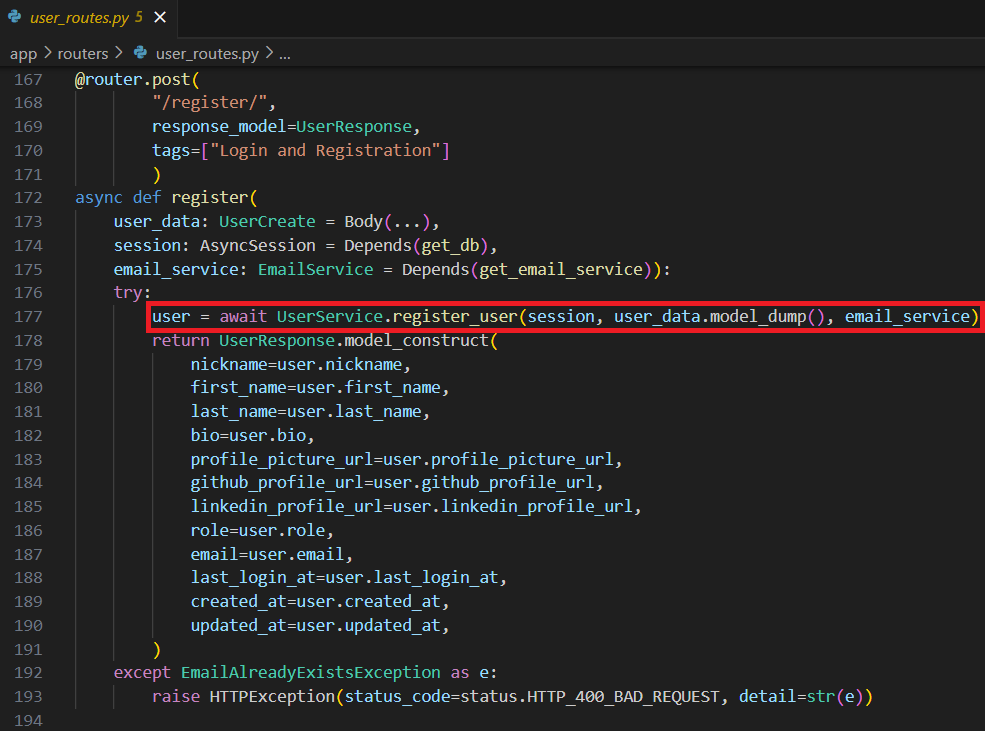 user_routes.py 5 ×
app > routers > user_routes.py > ...
167 @router.post(
168 "/register/",
169 response_model=UserResponse,
170 tags=["Login and Registration"]
171 )
172 async def register(
173 user_data: UserCreate = Body(...),
174 session: AsyncSession = Depends(get_db),
175 email_service: EmailService = Depends(get_email_service)):
176 try:
177 user = await UserService.register_user(session, user_data.model_dump(), email_service)
178 return UserResponse.model_construct(
179 nickname=user.nickname,
180 first_name=user.first_name,
181 last_name=user.last_name,
182 bio=user.bio,
183 profile_picture_url=user.profile_picture_url,
184 github_profile_url=user.github_profile_url,
185 linkedin_profile_url=user.linkedin_profile_url,
186 role=user.role,
187 email=user.email,
188 last_login_at=user.last_login_at,
189 created_at=user.created_at,
190 updated_at=user.updated_at,
191 )
192 except EmailAlreadyExistsException as e:
193 raise HTTPException(status_code=status.HTTP_400_BAD_REQUEST, detail=str(e))
194